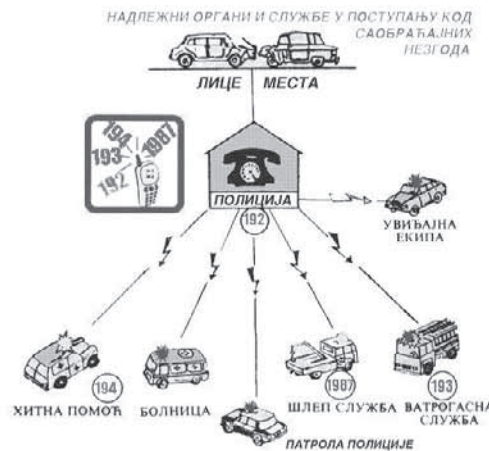 НАДЛЕЖНИ ОРГАНИ И СЛУЖБЕ У ПОСТУПАЊУ КОД
САОБРАЋАЈНИХ
НЕЗГОДА
ЛИЦЕ МЕСТА
194
1987
193
192
ПОЛИЦИЈА
192
УВИЂАЈНА
ЕКИПА
194
ХИТНА ПОМОЋ
БОЛНИЦА
ПАТРОЛА ПОЛИЦИЈЕ
1987
ШЛЕП СЛУЖБА
193
ВАТРОГАСНА
СЛУЖБА